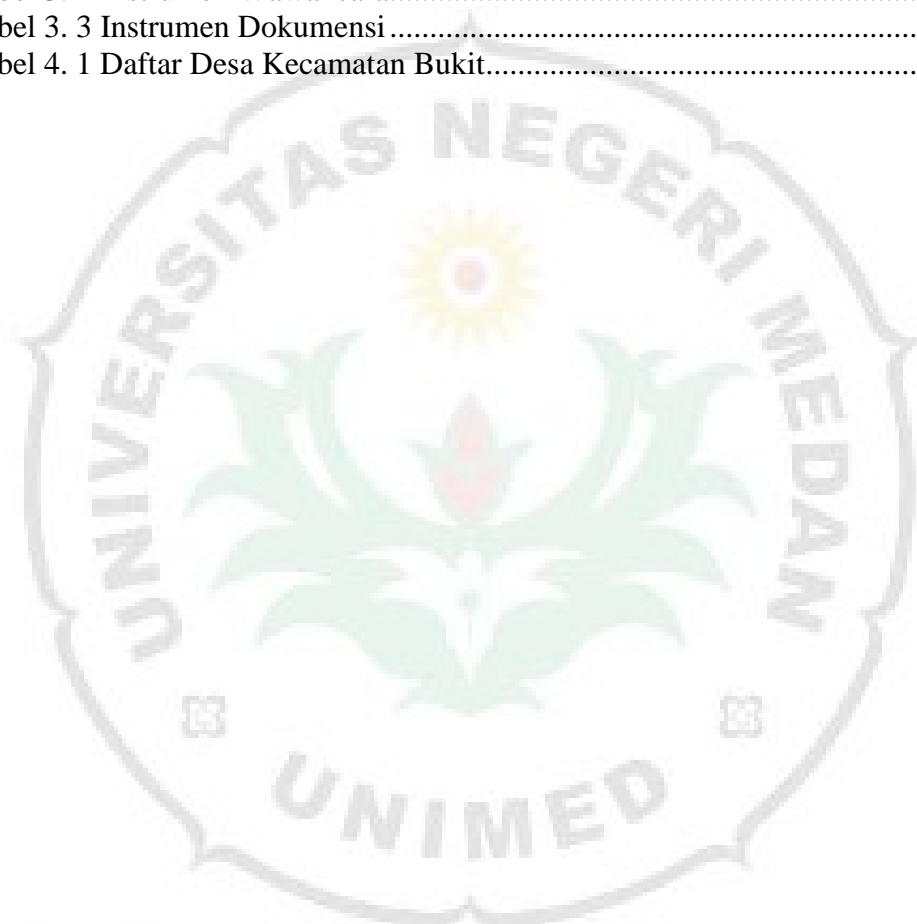 bel 3. 3 Instrumen Dokumensi
bel 4. 1 Daftar Desa Kecamatan Bukit
UNIVERSITAS NEGERI MEDAN
UNIMED